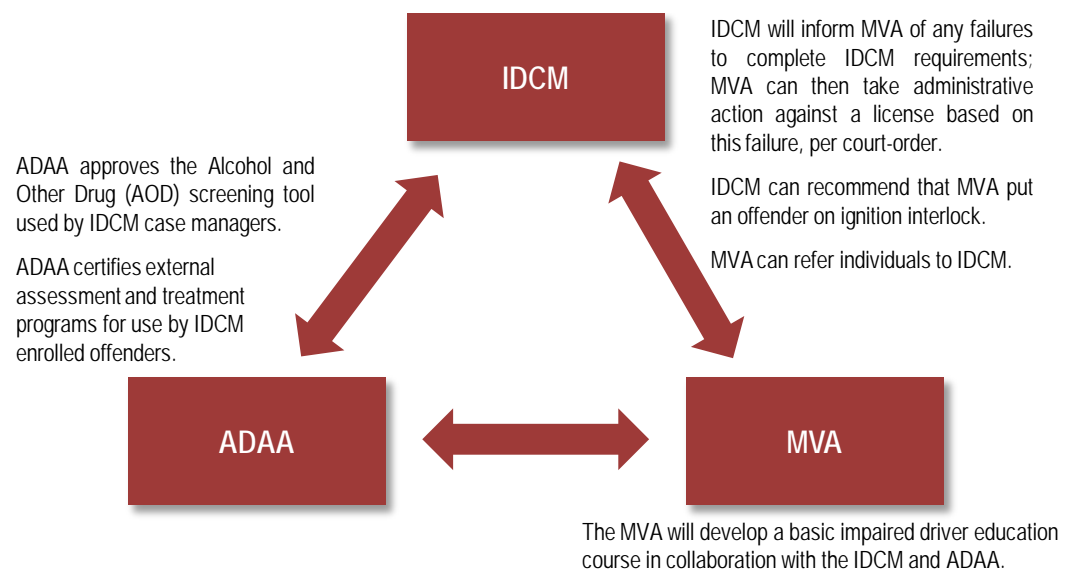 IDCM
IDCM will inform MVA of any failures
to complete IDCM requirements;
MVA can then take administrative
action against a license based on
this failure, per court-order.
IDCM can recommend that MVA put
an offender on ignition interlock.
MVA can refer individuals to IDCM.
ADAA approves the Alcohol and
Other Drug (AOD) screening tool
used by IDCM case managers.
ADAA certifies external
assessment and treatment
programs for use by IDCM
enrolled offenders.
ADAA
MVA
The MVA will develop a basic impaired driver education
course in collaboration with the IDCM and ADAA.